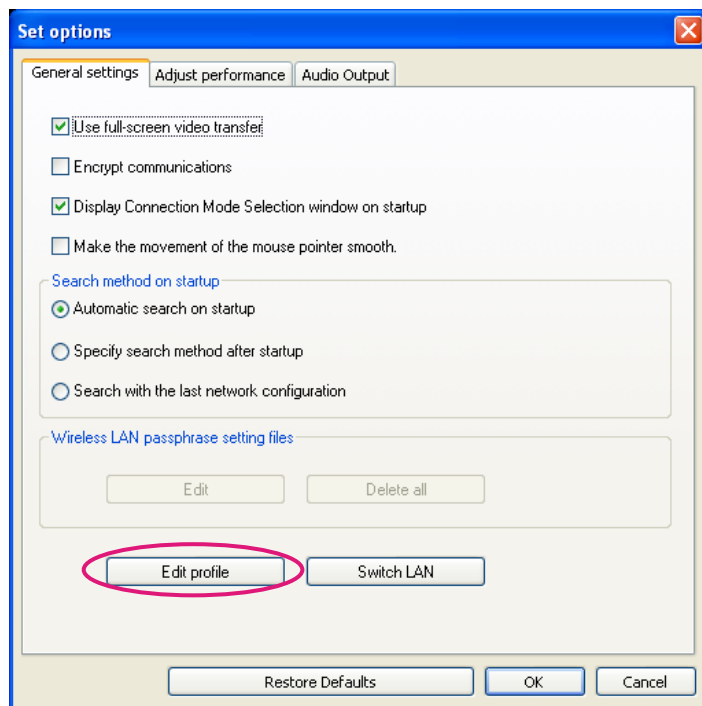 Set options
General settings Adjust performance Audio Output
Use full-screen video transfer
Encrypt communications
Display Connection Mode Selection window on startup
Make the movement of the mouse pointer smooth.
Search method on startup
Automatic search on startup
Specify search method after startup
Search with the last network configuration
Wireless LAN passphrase setting files
Edit Delete all
Edit profile Switch LAN
Restore Defaults OK Cancel